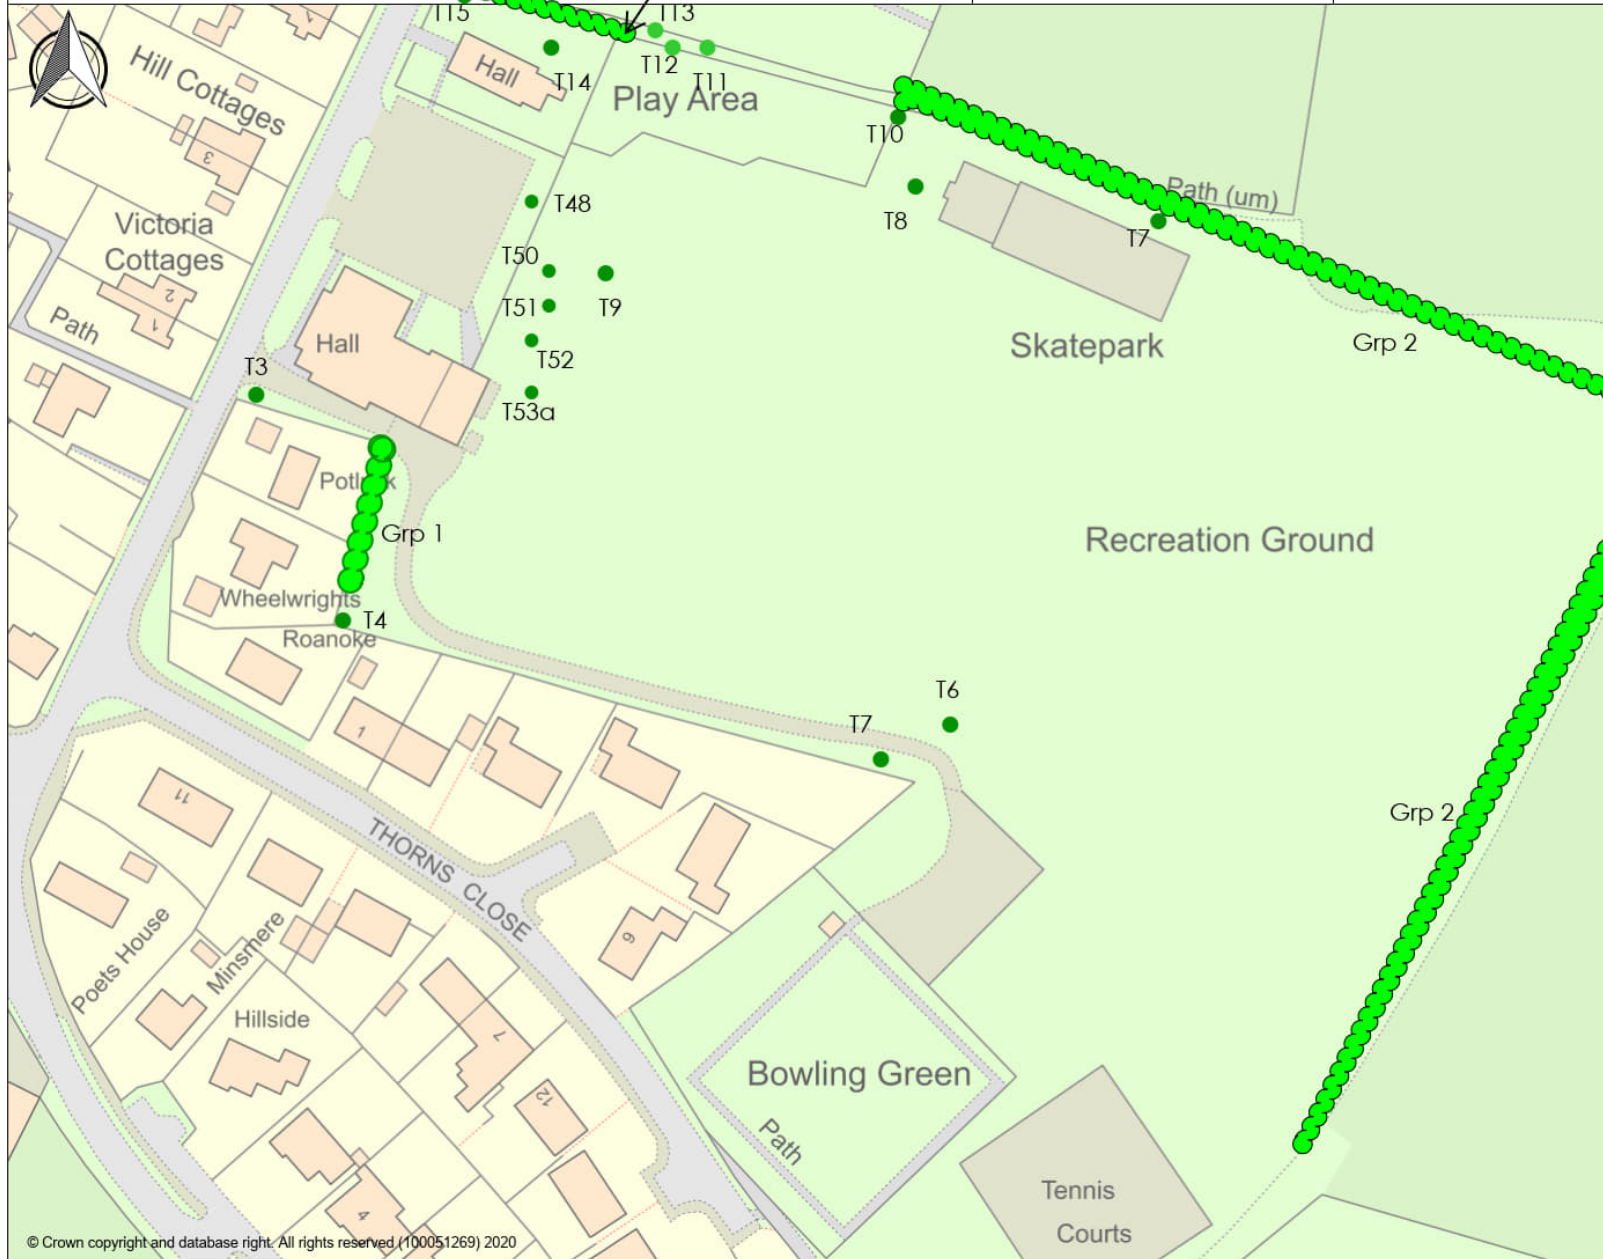 T15
T13
T12
T11
T14
Hall
Play Area
Hill Cottages
3
T10
Path (um)
T8
T7
T48
Victoria
Cottages
T50
T51
T9
2
1
Path
Hall
T52
T53a
Skatepark
Grp 2
T3
Potluck
Grp 1
Recreation Ground
Wheelwrights
T4
Roanoke
T6
T7
1
11
THORNS CLOSE
Grp 2
Poets House
Minsmere
6
Hillside
7
Bowling Green
12
Path
Tennis
Courts
4
© Crown copyright and database right. All rights reserved (100051269) 2020